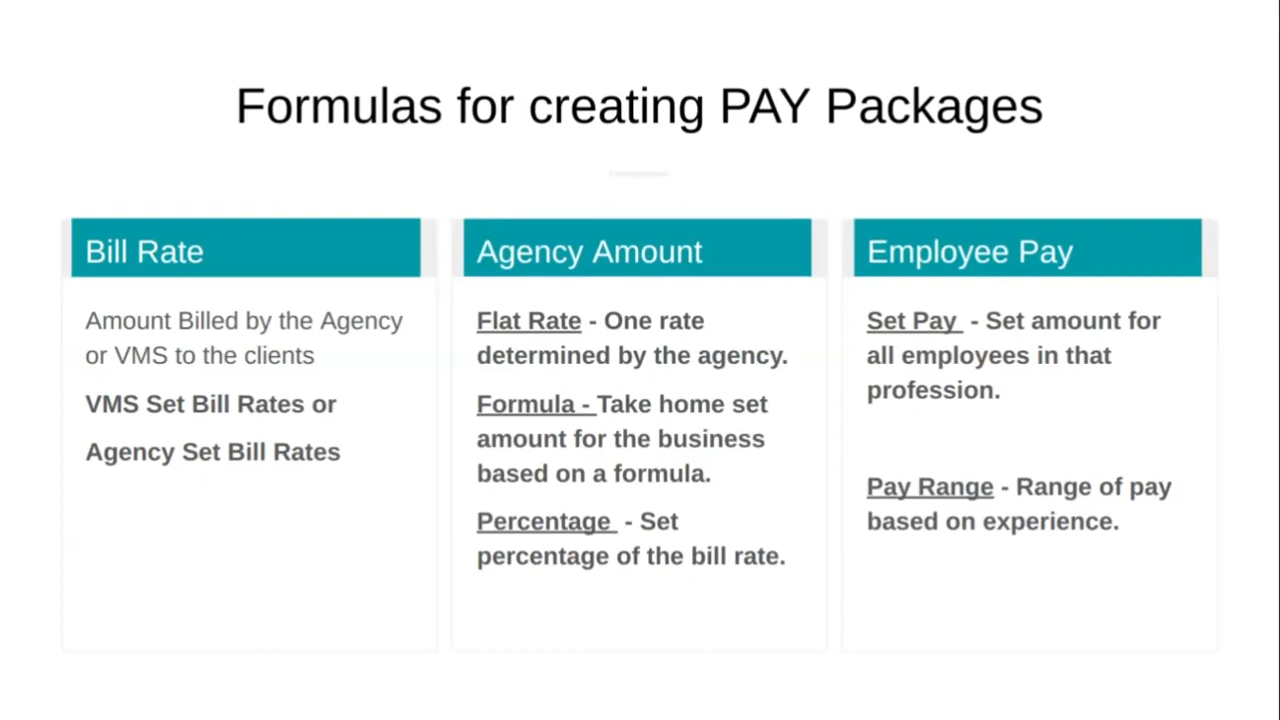 Formulas for creating PAY Packages
Bill Rate
Amount Billed by the Agency
or VMS to the clients
VMS Set Bill Rates or
Agency Set Bill Rates
Agency Amount
Flat Rate - One rate
determined by the agency.
Formula - Take home set
amount for the business
based on a formula.
Percentage - Set
percentage of the bill rate.
Employee Pay
Set Pay - Set amount for
all employees in that
profession.
Pay Range - Range of pay
based on experience.